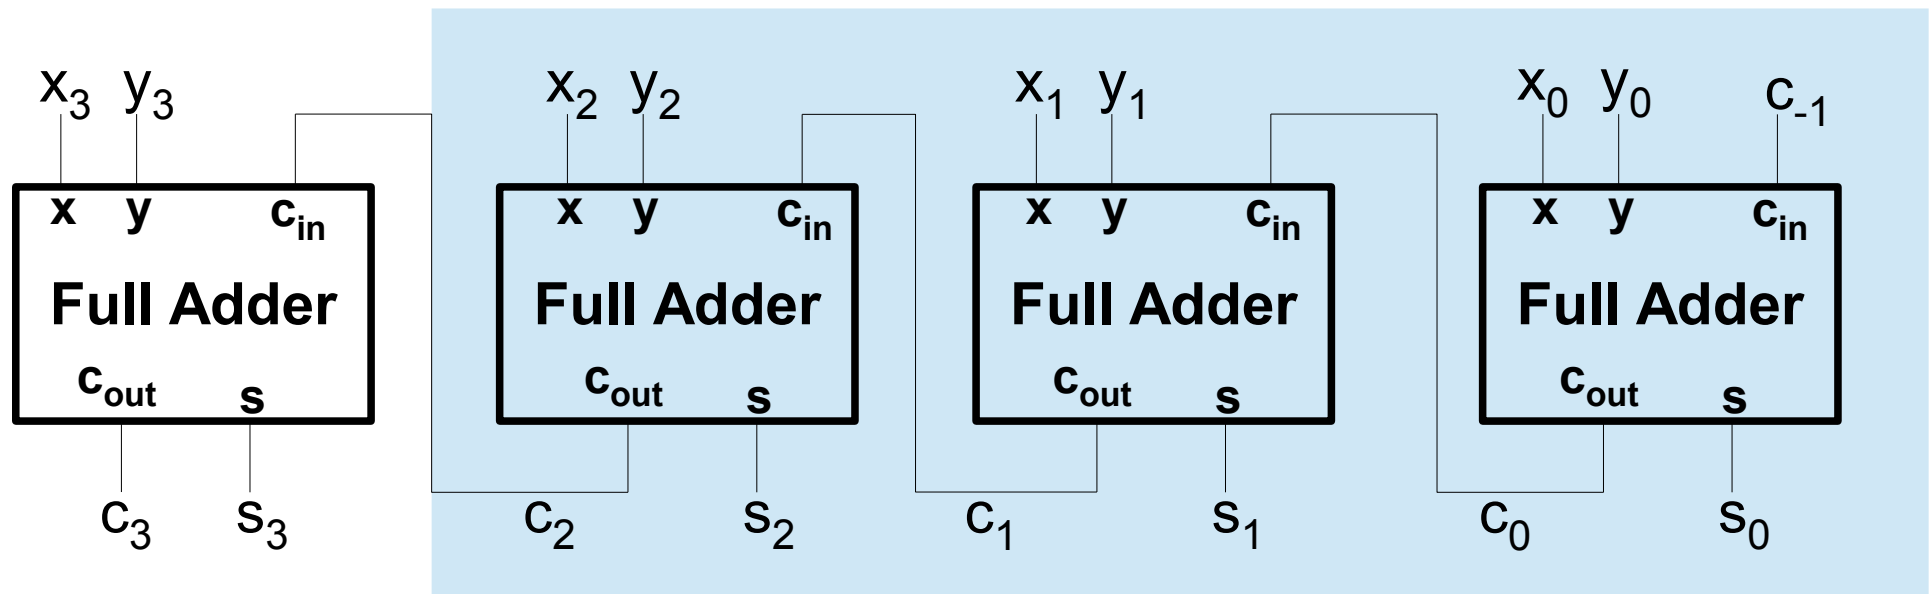 x₃ y₃ x₂ y₂ x₁ y₁ x₀ y₀ c₋₁
x y cᵢₙ x y cᵢₙ x y cᵢₙ x y cᵢₙ
Full Adder Full Adder Full Adder Full Adder
cₒᵤₜ s cₒᵤₜ s cₒᵤₜ s cₒᵤₜ s
c₃ s₃ c₂ s₂ c₁ s₁ c₀ s₀